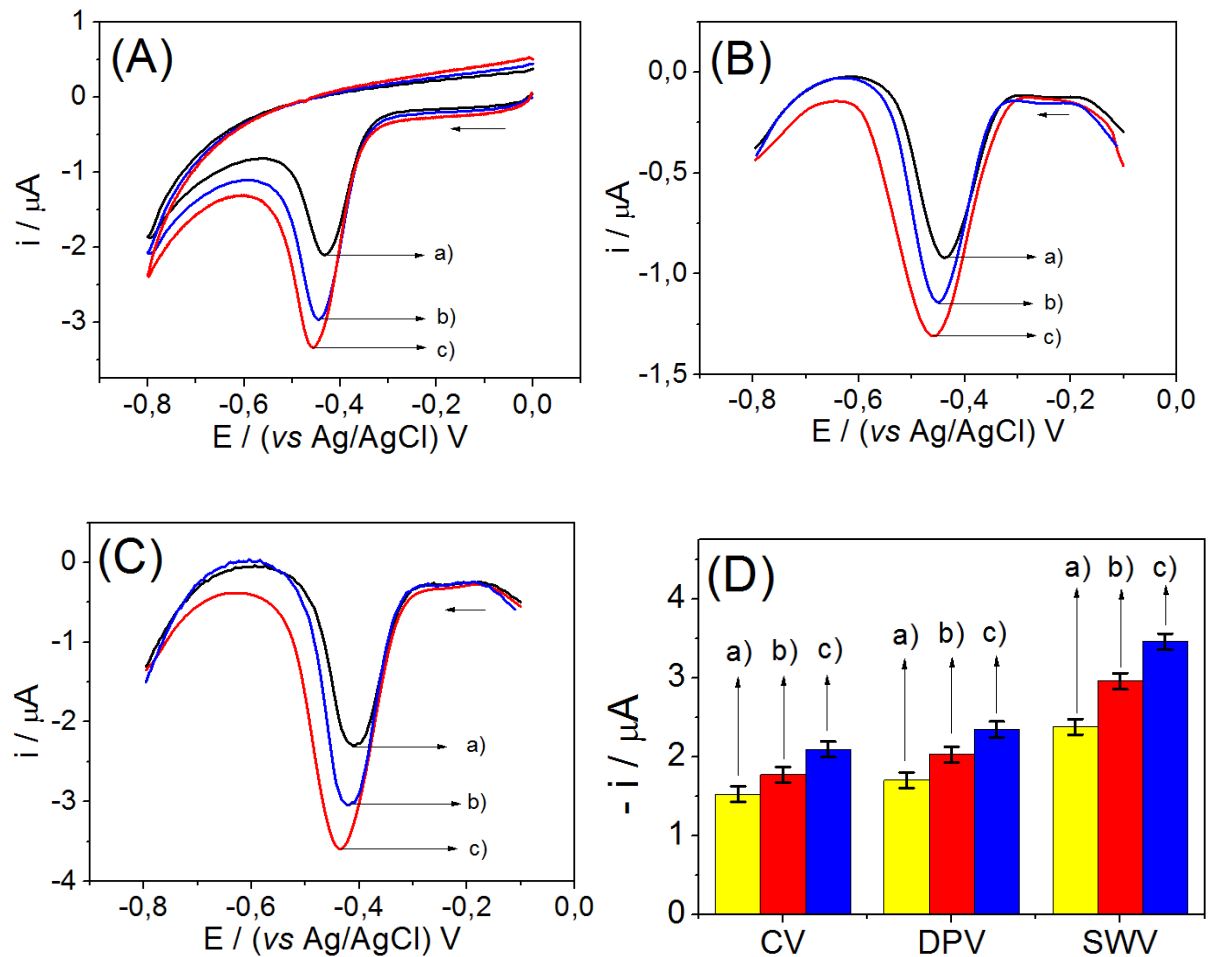 (A)
1
0
-1
-2
-3
i / μA
a)
b)
c)
-0,8 -0,6 -0,4 -0,2 0,0
E / (vs Ag/AgCl) V
(B)
0,0
-0,5
-1,0
-1,5
i / μA
a)
b)
c)
-0,8 -0,6 -0,4 -0,2 0,0
E / (vs Ag/AgCl) V
(C)
0
-1
-2
-3
-4
i / μA
a)
b)
c)
-0,8 -0,6 -0,4 -0,2 0,0
E / (vs Ag/AgCl) V
(D)
4
3
2
1
0
- i / μA
a) b) c)
a) b) c)
a) b) c)
CV DPV SWV